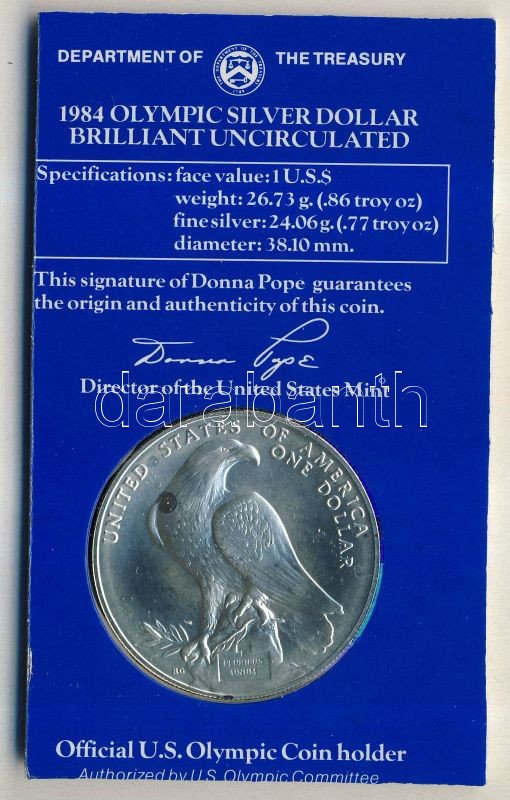 DEPARTMENT OF THE TREASURY
1984 OLYMPIC SILVER DOLLAR
BRILLIANT UNCIRCULATED
Specifications: face value: 1 U.S.$
weight: 26.73 g. (.86 troy oz)
fine silver: 24.06 g. (.77 troy oz)
diameter: 38.10 mm.
This signature of Donna Pope guarantees
the origin and authenticity of this coin.
Donna Pope
Director of the United States Mint
darabanth
UNITED STATES OF AMERICA
ONE DOLLAR
E
PLURIBUS
UNUM
Official U.S. Olympic Coin holder
Authorized by U.S. Olympic Committee